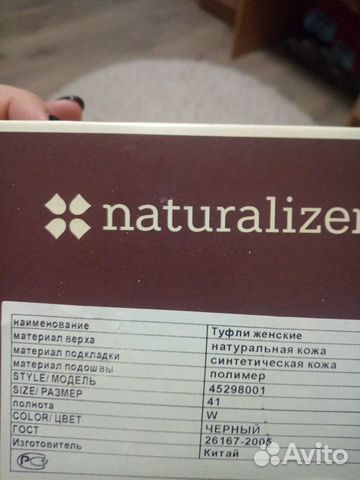 naturalizer
наименование Туфли женские
материал верха натуральная кожа
материал подкладки синтетическая кожа
материал подошвы полимер
STYLE/ МОДЕЛЬ 45298001
SIZE/ РАЗМЕР 41
полнота W
COLOR/ ЦВЕТ ЧЕРНЫЙ
ГОСТ 26167-2005
Изготовитель Китай
Avito